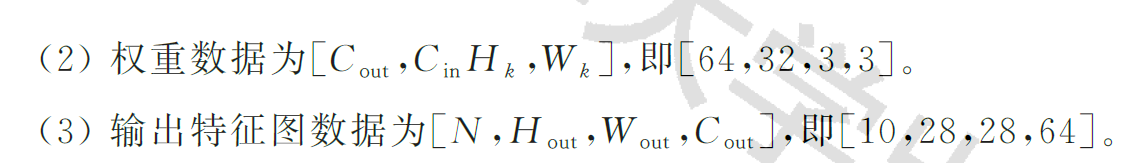 （2）权重数据为[C_out,C_in H_k,W_k],即[64,32,3,3]。
（3）输出特征图数据为[N,H_out,W_out,C_out],即[10,28,28,64]。